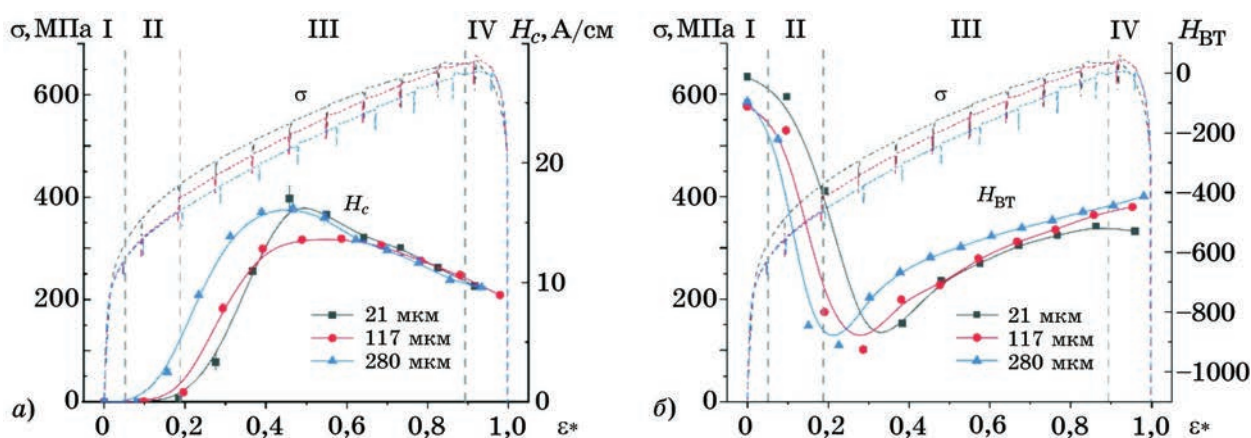 σ, МПа I II III IV H_c, А/см
600
400
200
0
20
10
0
σ
H_c
21 мкм
117 мкм
280 мкм
0 0,2 0,4 0,6 0,8 1,0 ε*
а)
σ, МПа I II III IV H_ВТ
600
400
200
0
0
−200
−400
−600
−800
−1000
σ
H_ВТ
21 мкм
117 мкм
280 мкм
0 0,2 0,4 0,6 0,8 1,0 ε*
б)